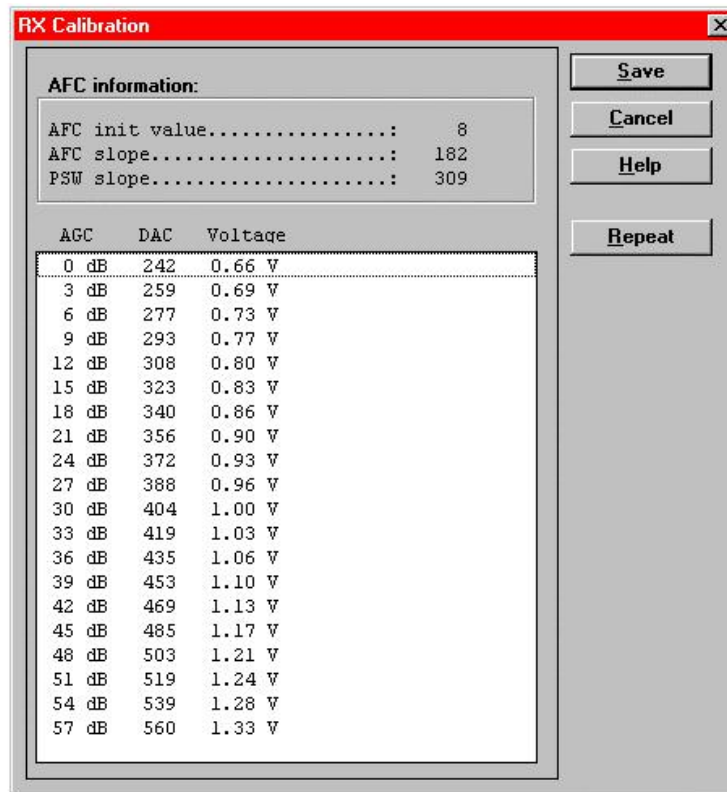 RX Calibration
AFC information:
AFC init value................: 8
AFC slope.....................: 182
PSW slope.....................: 309
AGC DAC Voltage
0 dB 242 0.66 V
3 dB 259 0.69 V
6 dB 277 0.73 V
9 dB 293 0.77 V
12 dB 308 0.80 V
15 dB 323 0.83 V
18 dB 340 0.86 V
21 dB 356 0.90 V
24 dB 372 0.93 V
27 dB 388 0.96 V
30 dB 404 1.00 V
33 dB 419 1.03 V
36 dB 435 1.06 V
39 dB 453 1.10 V
42 dB 469 1.13 V
45 dB 485 1.17 V
48 dB 503 1.21 V
51 dB 519 1.24 V
54 dB 539 1.28 V
57 dB 560 1.33 V
Save
Cancel
Help
Repeat